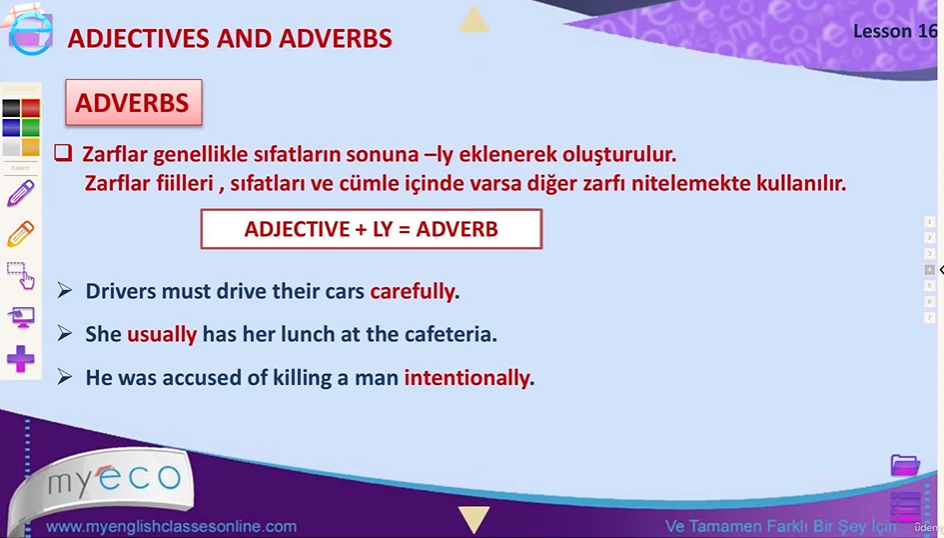 ADJECTIVES AND ADVERBS
Lesson 16
ADVERBS
Zarflar genellikle sıfatların sonuna –ly eklenerek oluşturulur.
Zarflar fiilleri , sıfatları ve cümle içinde varsa diğer zarfı nitelemekte kullanılır.
ADJECTIVE + LY = ADVERB
Drivers must drive their cars carefully.
She usually has her lunch at the cafeteria.
He was accused of killing a man intentionally.
1
2
3
4
5
6
7
myeco
www.myenglishclassesonline.com
Ve Tamamen Farklı Bir Şey İçin
ûdemy